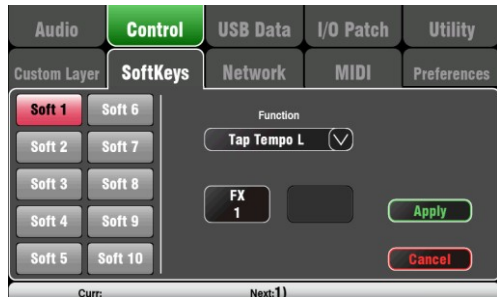 Audio Control USB Data I/O Patch Utility
Custom Layer SoftKeys Network MIDI Preferences
Soft 1 Soft 6
Function
Soft 2 Soft 7
Tap Tempo L
Soft 3 Soft 8
FX
1
Soft 4 Soft 9
Apply
Soft 5 Soft 10
Cancel
Curr: Next:1)